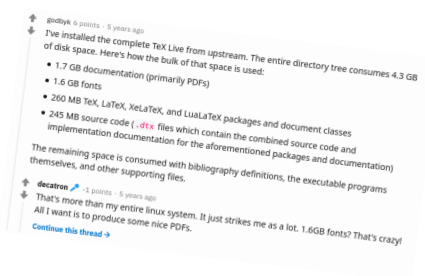 godbyk 6 points · 5 years ago
I've installed the complete TeX Live from upstream. The entire directory tree consumes 4.3 GB
of disk space. Here's how the bulk of that space is used:
• 1.7 GB documentation (primarily PDFs)
• 1.6 GB fonts
• 260 MB TeX, LaTeX, XeLaTeX, and LuaLaTeX packages and document classes
• 245 MB source code ( .dtx files which contain the combined source code and
implementation documentation for the aforementioned packages and documentation)
The remaining space is consumed with bibliography definitions, the executable programs
themselves, and other supporting files.
decatron -1 points · 5 years ago
That's more than my entire linux system. It just strikes me as a lot. 1.6GB fonts? That's crazy!
All I want is to produce some nice PDFs.
Continue this thread →